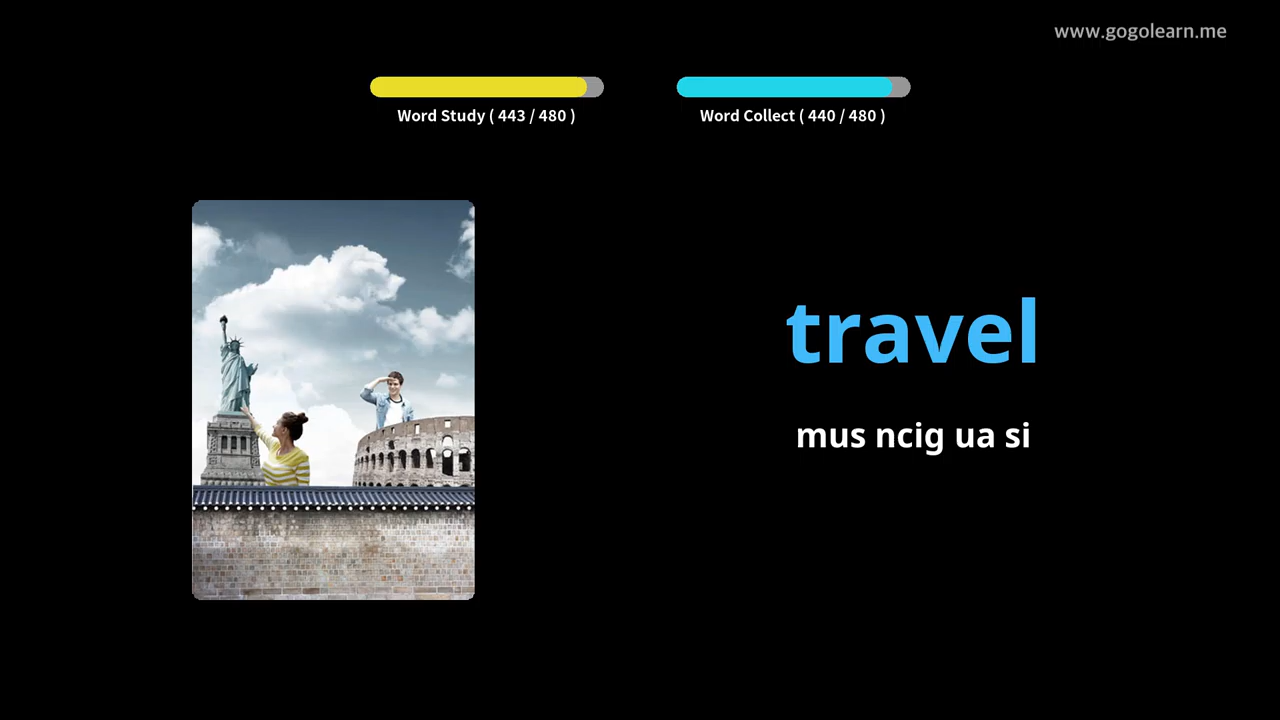 www.gogolearn.me
Word Study ( 443 / 480 )
Word Collect ( 440 / 480 )
travel
mus ncig ua si